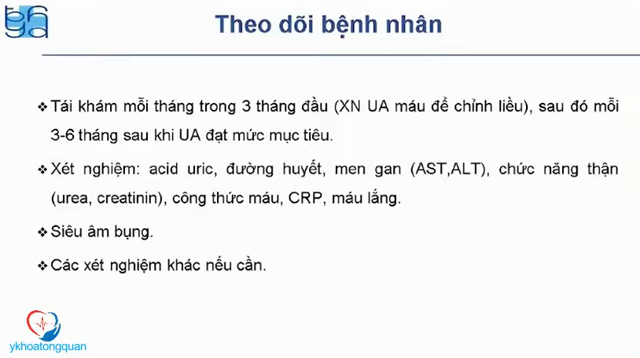 Theo dõi bệnh nhân
❖ Tái khám mỗi tháng trong 3 tháng đầu (XN UA máu để chỉnh liều), sau đó mỗi
3-6 tháng sau khi UA đạt mức mục tiêu.
❖ Xét nghiệm: acid uric, đường huyết, men gan (AST,ALT), chức năng thận
(urea, creatinin), công thức máu, CRP, máu lắng.
❖ Siêu âm bụng.
❖ Các xét nghiệm khác nếu cần.
ykhoatongquan